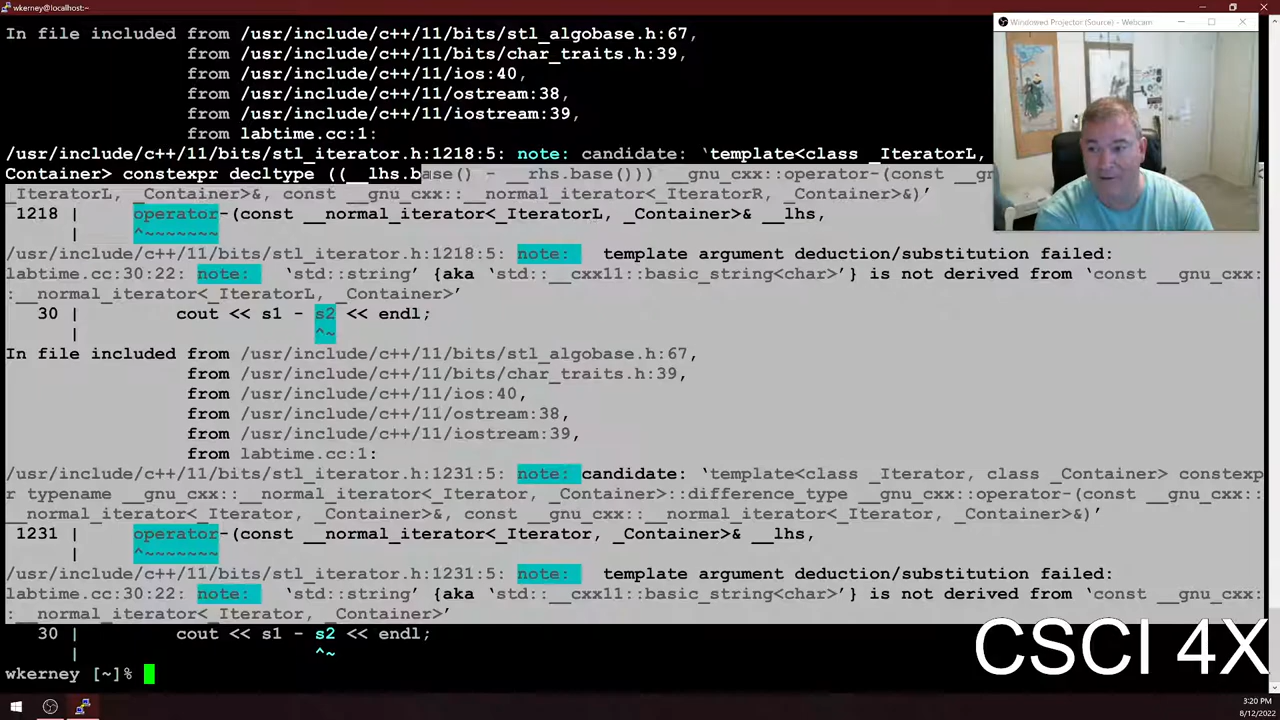 wkerney@localhost:~
Windowed Projector (Source) - Webcam
In file included from /usr/include/c++/11/bits/stl_algobase.h:67,
from /usr/include/c++/11/bits/char_traits.h:39,
from /usr/include/c++/11/ios:40,
from /usr/include/c++/11/ostream:38,
from /usr/include/c++/11/iostream:39,
from labtime.cc:1:
/usr/include/c++/11/bits/stl_iterator.h:1218:5: note: candidate: ‘template<class _IteratorL,
Container> constexpr decltype ((__lhs.base() - __rhs.base())) __gnu_cxx::operator-(const __gn
_IteratorL, _Container>&, const __gnu_cxx::__normal_iterator<_IteratorR, _Container>&)’
1218 | operator-(const __normal_iterator<_IteratorL, _Container>& __lhs,
| ^~~~~~~~
/usr/include/c++/11/bits/stl_iterator.h:1218:5: note: template argument deduction/substitution failed:
labtime.cc:30:22: note: ‘std::string’ {aka ‘std::__cxx11::basic_string<char>’} is not derived from ‘const __gnu_cxx:
:__normal_iterator<_IteratorL, _Container>’
30 | cout << s1 - s2 << endl;
| ^~
In file included from /usr/include/c++/11/bits/stl_algobase.h:67,
from /usr/include/c++/11/bits/char_traits.h:39,
from /usr/include/c++/11/ios:40,
from /usr/include/c++/11/ostream:38,
from /usr/include/c++/11/iostream:39,
from labtime.cc:1:
/usr/include/c++/11/bits/stl_iterator.h:1231:5: note: candidate: ‘template<class _Iterator, class _Container> constexp
r typename __gnu_cxx::__normal_iterator<_Iterator, _Container>::difference_type __gnu_cxx::operator-(const __gnu_cxx::
__normal_iterator<_Iterator, _Container>&, const __gnu_cxx::__normal_iterator<_Iterator, _Container>&)’
1231 | operator-(const __normal_iterator<_Iterator, _Container>& __lhs,
| ^~~~~~~~
/usr/include/c++/11/bits/stl_iterator.h:1231:5: note: template argument deduction/substitution failed:
labtime.cc:30:22: note: ‘std::string’ {aka ‘std::__cxx11::basic_string<char>’} is not derived from ‘const __gnu_cxx:
:__normal_iterator<_Iterator, _Container>’
30 | cout << s1 - s2 << endl;
| ^~
wkerney [~]%
CSCI 4X
3:20 PM
8/12/2022